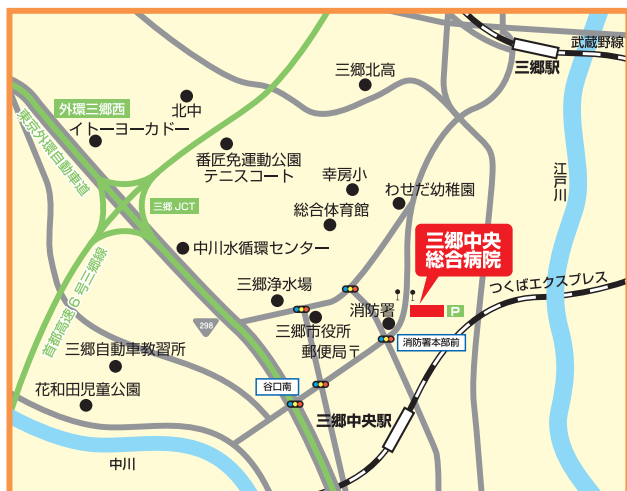 武蔵野線
三郷駅
三郷北高
外環三郷西
北中
イトーヨーカドー
東京外環自動車道
番匠免運動公園
テニスコート
幸房小
わせだ幼稚園
江戸川
三郷JCT
総合体育館
三郷中央
総合病院
中川水循環センター
つくばエクスプレス
首都高速6号三郷線
三郷浄水場
消防署
P
298
三郷市役所
郵便局〒
消防署本部前
三郷自動車教習所
谷口南
花和田児童公園
三郷中央駅
中川